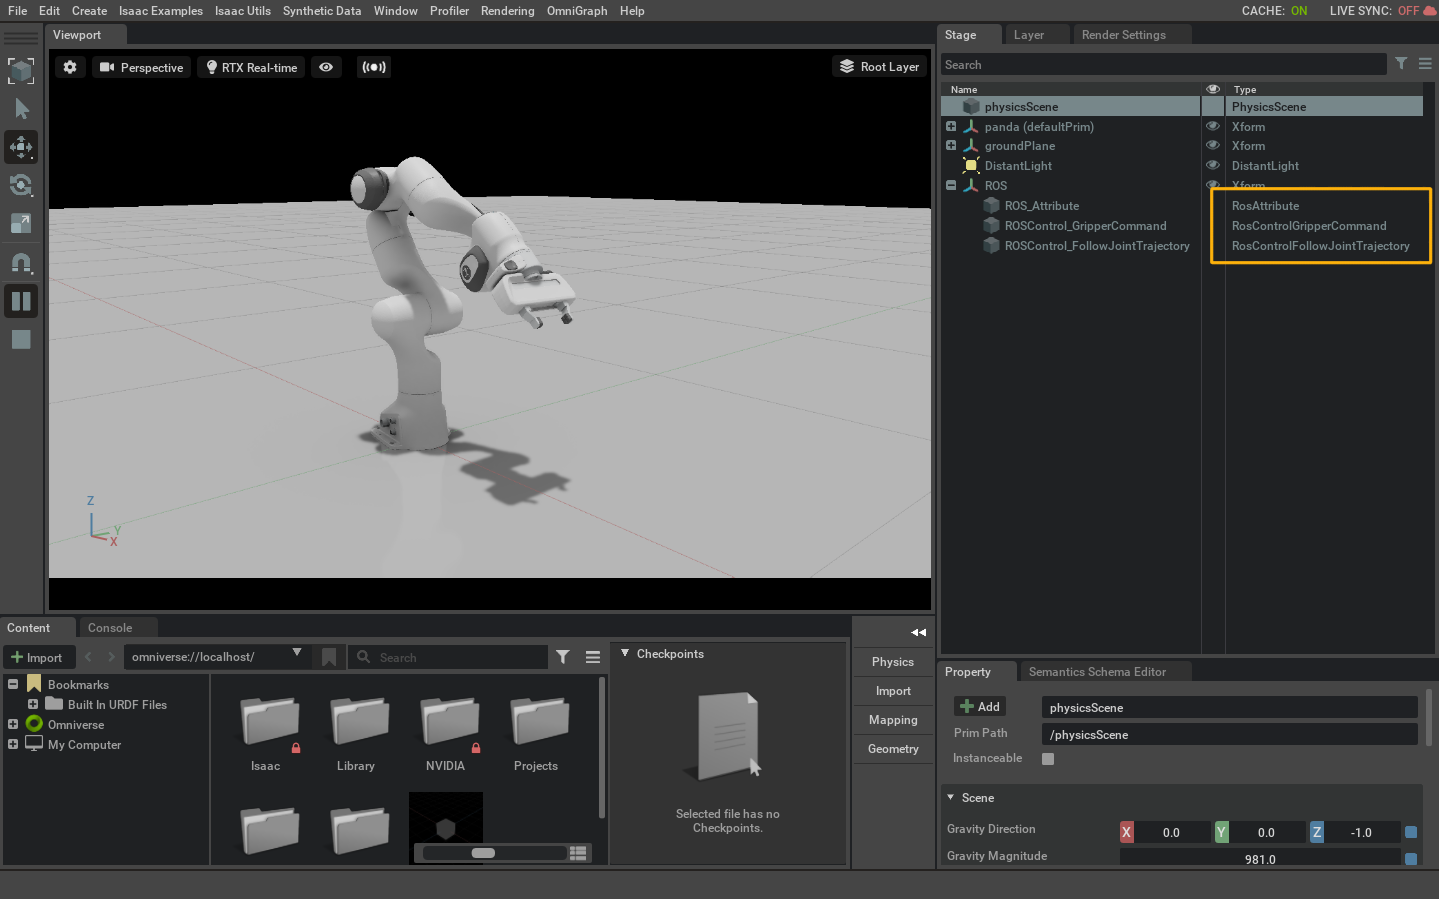 File Edit Create Isaac Examples Isaac Utils Synthetic Data Window Profiler Rendering OmniGraph Help CACHE: ON LIVE SYNC: OFF
Viewport
Perspective RTX Real-time Root Layer
Z
Y
X
Stage Layer Render Settings
Search
Name Type
physicsScene PhysicsScene
panda (defaultPrim) Xform
groundPlane Xform
DistantLight DistantLight
ROS Xform
ROS_Attribute RosAttribute
ROSControl_GripperCommand RosControlGripperCommand
ROSControl_FollowJointTrajectory RosControlFollowJointTrajectory
Content Console
Import omniverse://localhost/ Search
Bookmarks
Built In URDF Files
Omniverse
My Computer
Isaac Library NVIDIA Projects
Checkpoints
Selected file has no
Checkpoints.
Physics
Import
Mapping
Geometry
Property Semantics Schema Editor
Add physicsScene
Prim Path /physicsScene
Instanceable
Scene
Gravity Direction X 0.0 Y 0.0 Z -1.0
Gravity Magnitude 981.0